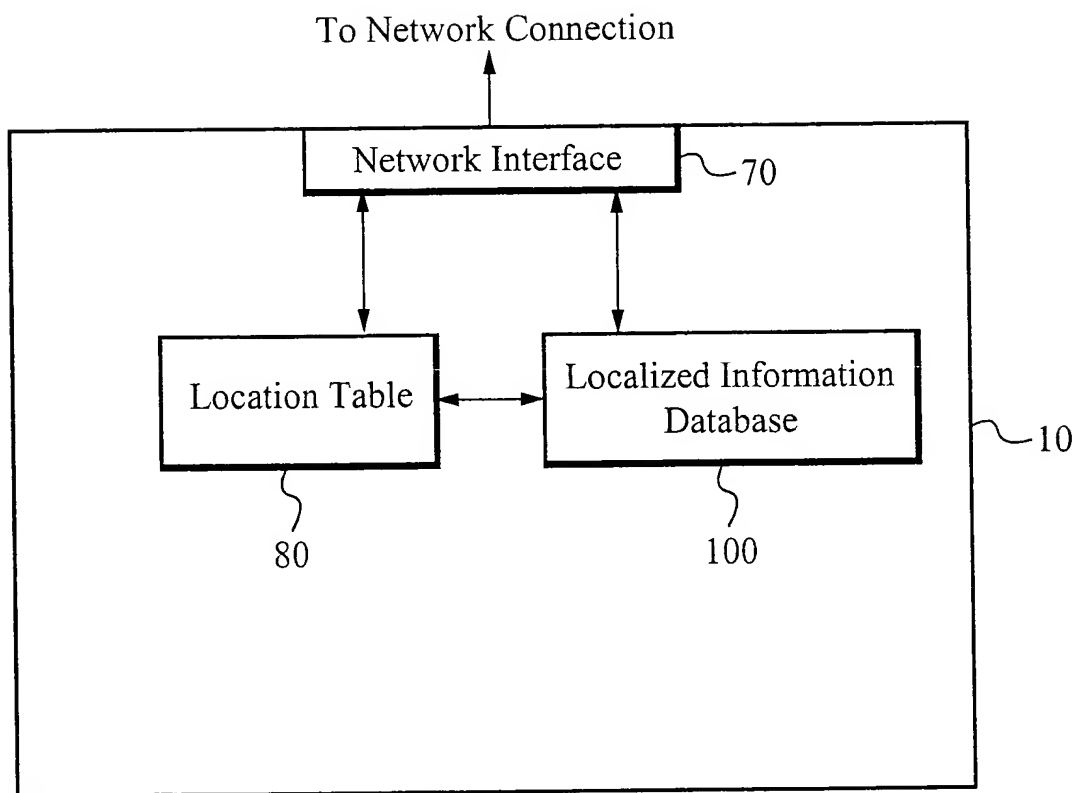 To Network Connection
Network Interface
70
Location Table
Localized Information
Database
10
80
100